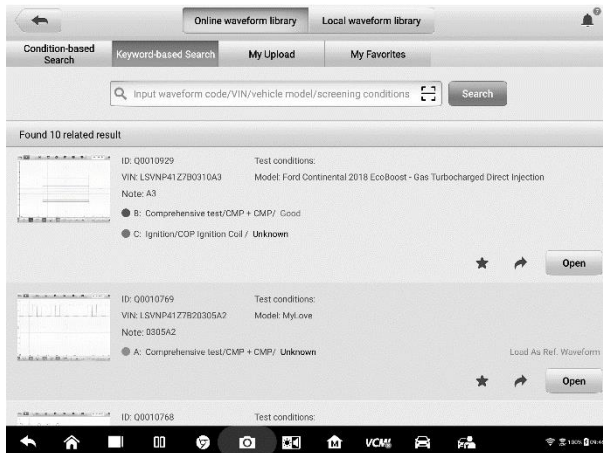 Online waveform library
Local waveform library
Condition-based Search
Keyword-based Search
My Upload
My Favorites
Input waveform code/VIN/vehicle model/screening conditions
Search
Found 10 related result
ID: Q0010929
Test conditions:
VIN: LSVNP41Z7B0310A3
Model: Ford Continental 2018 EcoBoost - Gas Turbocharged Direct Injection
Note: A3
B: Comprehensive test/CMP + CMP/ Good
C: Ignition/COP Ignition Coil / Unknown
Open
ID: Q0010769
Test conditions:
VIN: LSVNP41Z7B20305A2
Model: MyLove
Note: 0305A2
A: Comprehensive test/CMP + CMP/ Unknown
Load As Ref. Waveform
Open
ID: Q0010768
Test conditions:
VCMI
100%